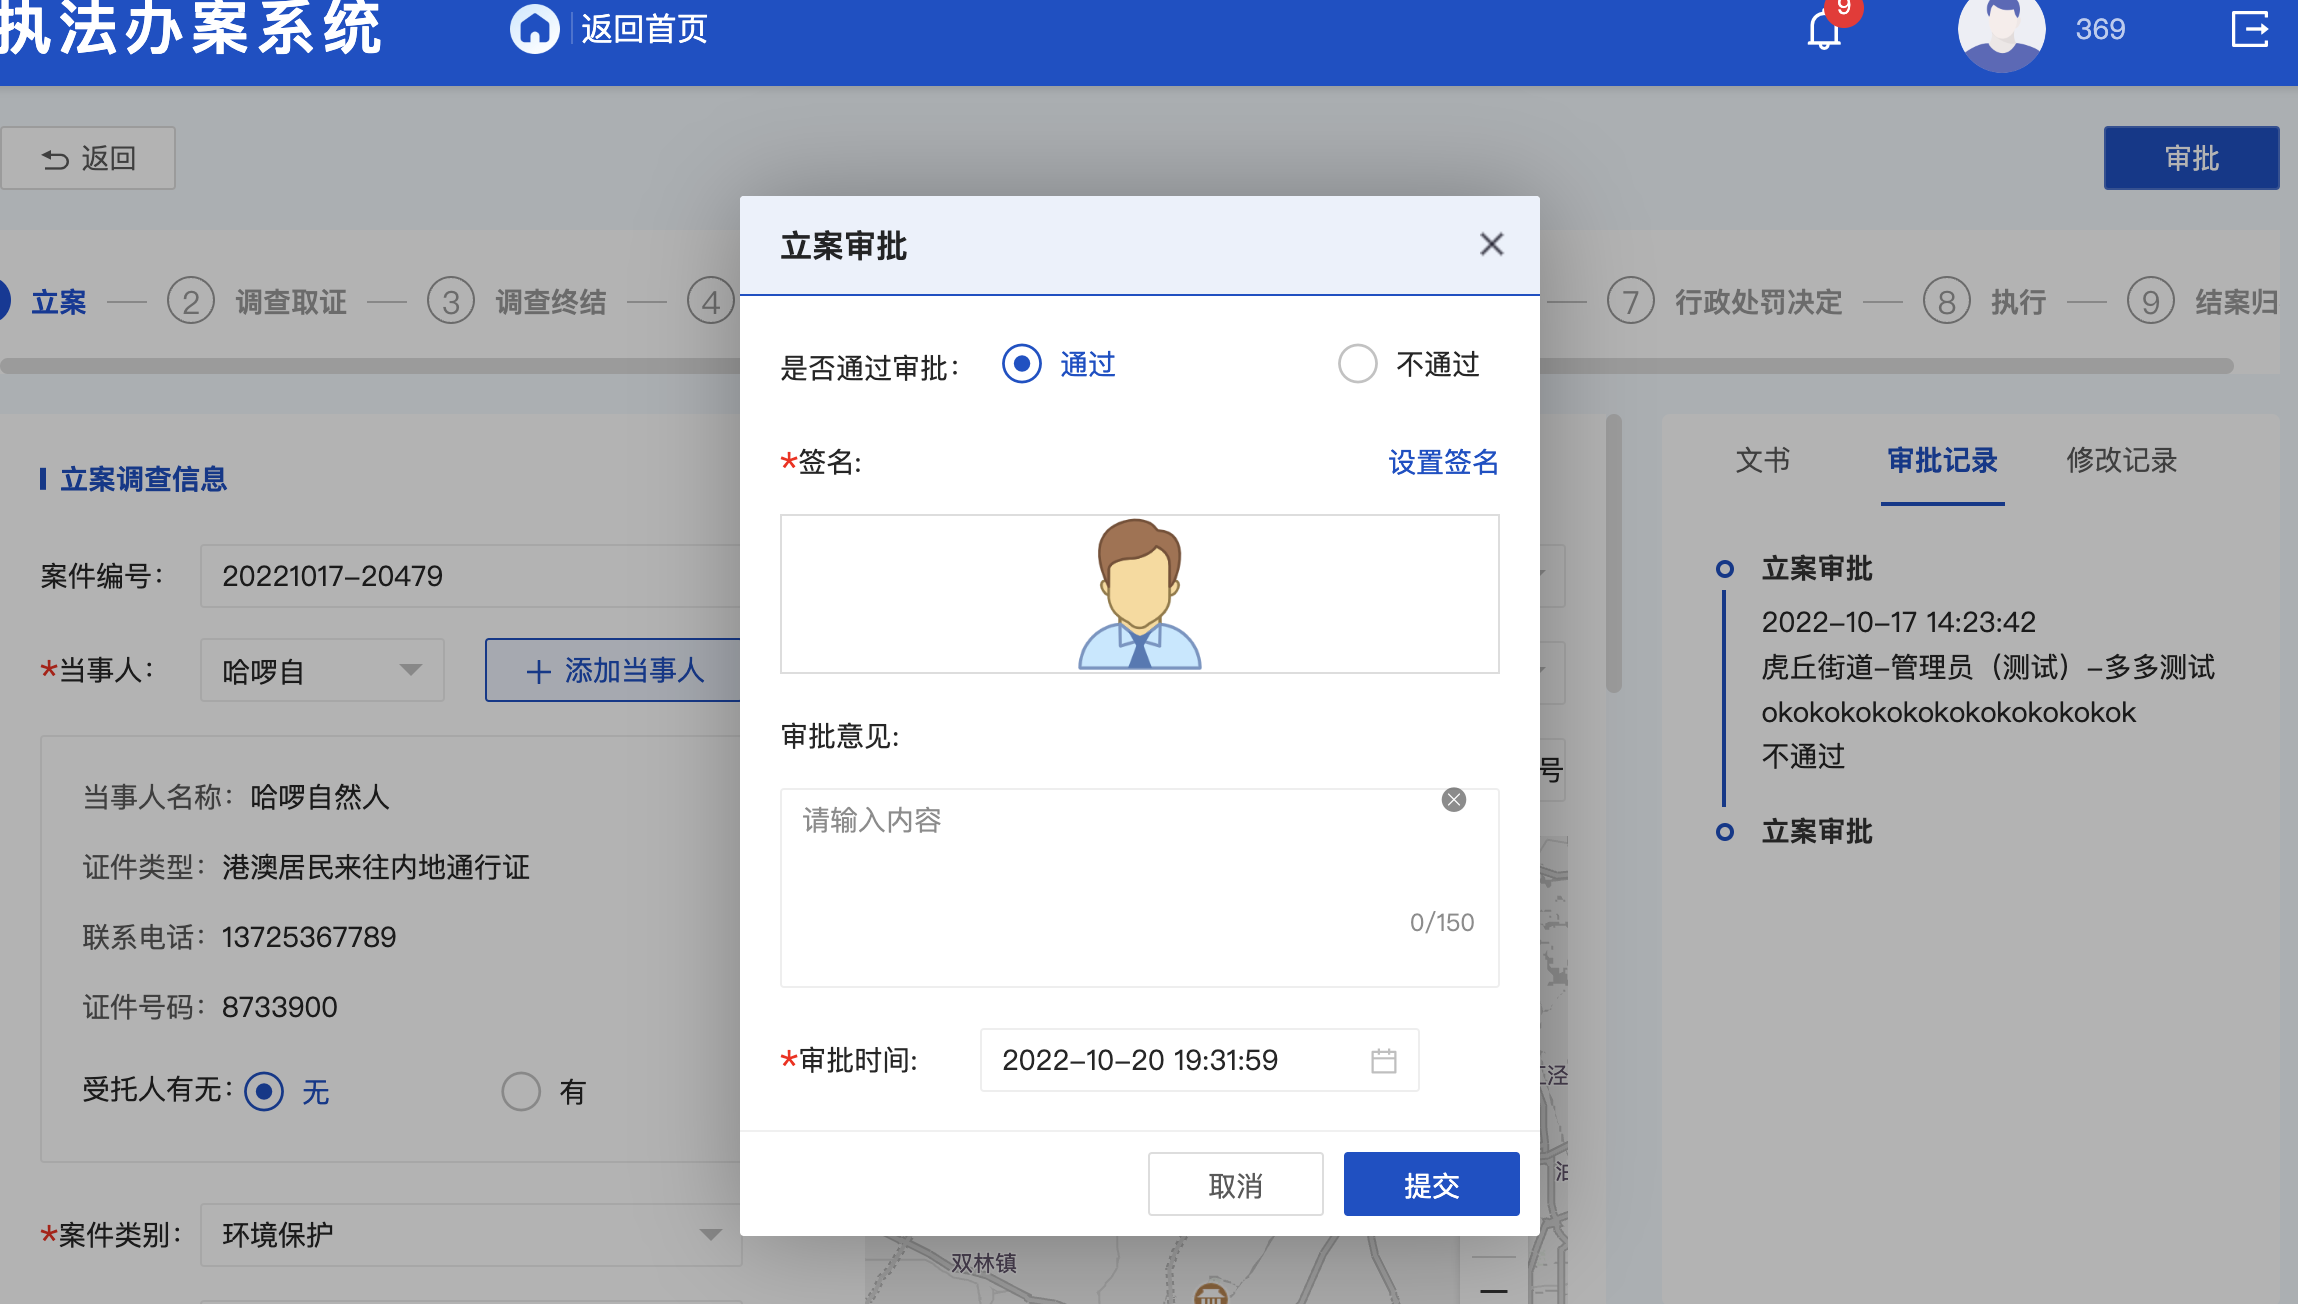 执法办案系统
返回首页
9
369
返回
审批
立案
2 调查取证
3 调查终结
4
7 行政处罚决定
8 执行
9 结案归
立案调查信息
案件编号：
20221017-20479
*当事人：
哈啰自
添加当事人
当事人名称：哈啰自然人
证件类型：港澳居民来往内地通行证
联系电话：13725367789
证件号码：8733900
受托人有无：
无
有
*案件类别：
环境保护
立案审批
是否通过审批：
通过
不通过
*签名:
设置签名
审批意见:
请输入内容
0/150
*审批时间:
2022-10-20 19:31:59
取消
提交
号
双林镇
文书
审批记录
修改记录
立案审批
2022-10-17 14:23:42
虎丘街道-管理员（测试）-多多测试
okokokokokokokokokokokok
不通过
立案审批